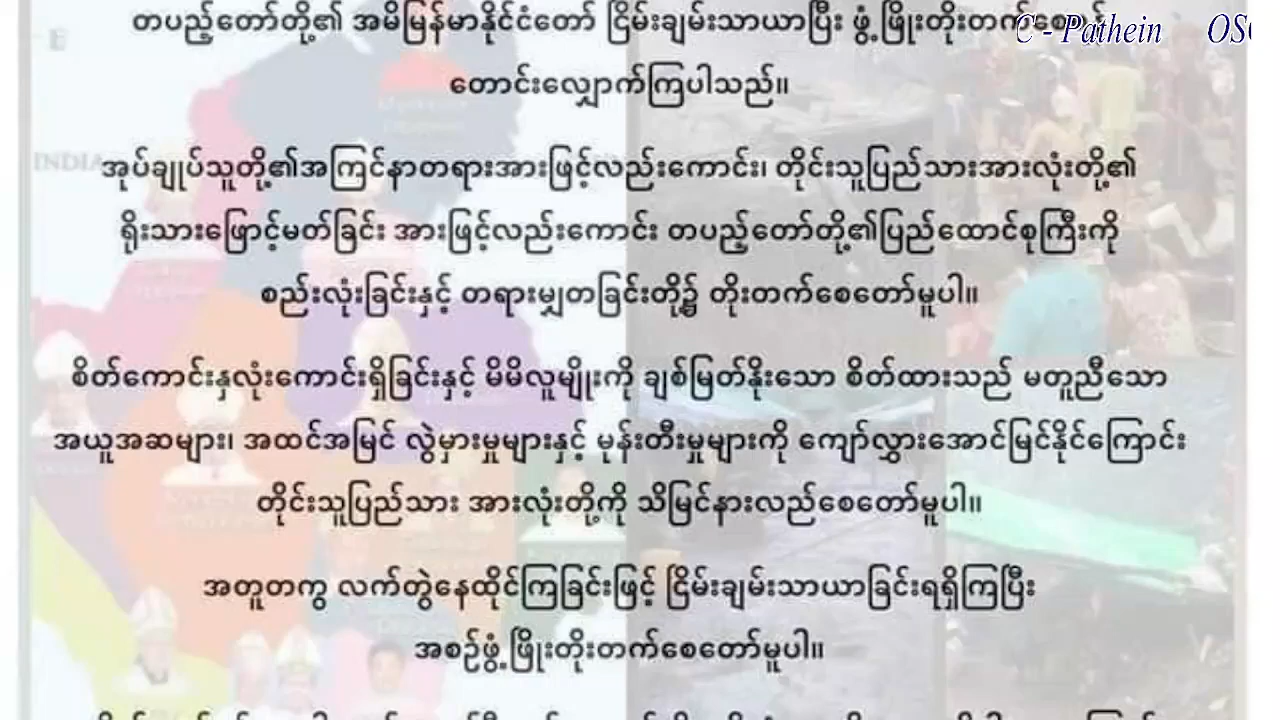 တပည့်တော်တို့၏ အမိမြန်မာနိုင်ငံတော် ငြိမ်းချမ်းသာယာပြီး ဖွံ့ဖြိုးတိုးတက်စေရန်
C - Pathein OSC
တောင်းလျှောက်ကြပါသည်။
INDIA
အုပ်ချုပ်သူတို့၏အကြင်နာတရားအားဖြင့်လည်းကောင်း၊ တိုင်းသူပြည်သားအားလုံးတို့၏
ရိုးသားဖြောင့်မတ်ခြင်း အားဖြင့်လည်းကောင်း တပည့်တော်တို့၏ပြည်ထောင်စုကြီးကို
စည်းလုံးခြင်းနှင့် တရားမျှတခြင်းတို့၌ တိုးတက်စေတော်မူပါ။
စိတ်ကောင်းနှလုံးကောင်းရှိခြင်းနှင့် မိမိလူမျိုးကို ချစ်မြတ်နိုးသော စိတ်ထားသည် မတူညီသော
အယူအဆများ၊ အထင်အမြင် လွဲမှားမှုများနှင့် မုန်းတီးမှုများကို ကျော်လွှားအောင်မြင်နိုင်ကြောင်း
တိုင်းသူပြည်သား အားလုံးတို့ကို သိမြင်နားလည်စေတော်မူပါ။
အတူတကွ လက်တွဲနေထိုင်ကြခြင်းဖြင့် ငြိမ်းချမ်းသာယာခြင်းရရှိကြပြီး
အစဉ်ဖွံ့ဖြိုးတိုးတက်စေတော်မူပါ။